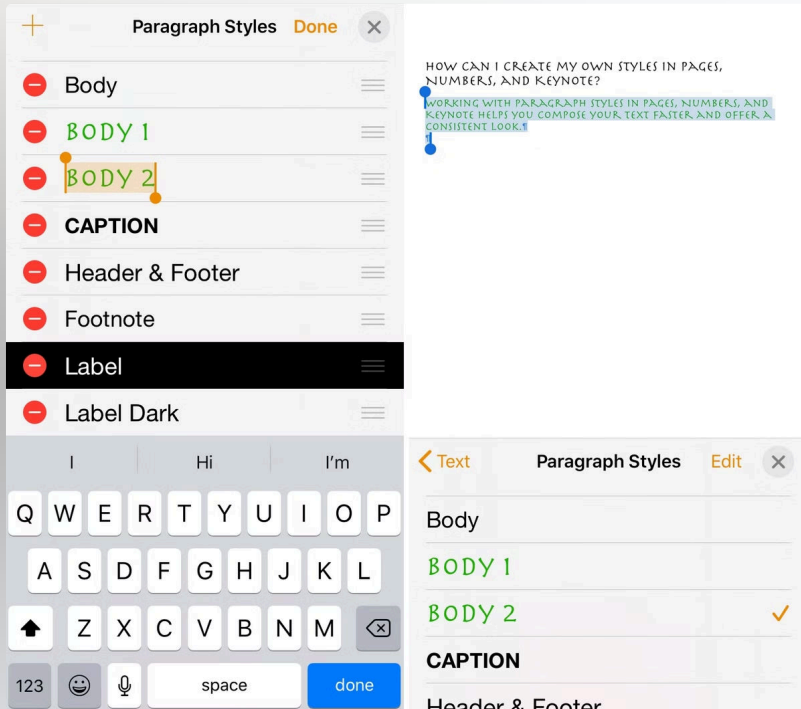 Paragraph Styles Done
Body
BODY 1
BODY 2
CAPTION
Header & Footer
Footnote
Label
Label Dark
I Hi I'm
Q W E R T Y U I O P
A S D F G H J K L
Z X C V B N M
123 space done
HOW CAN I CREATE MY OWN STYLES IN PAGES,
NUMBERS, AND KEYNOTE?
WORKING WITH PARAGRAPH STYLES IN PAGES, NUMBERS, AND
KEYNOTE HELPS YOU COMPOSE YOUR TEXT FASTER AND OFFER A
CONSISTENT LOOK.¶
¶
Text Paragraph Styles Edit
Body
BODY 1
BODY 2
CAPTION
Header & Footer